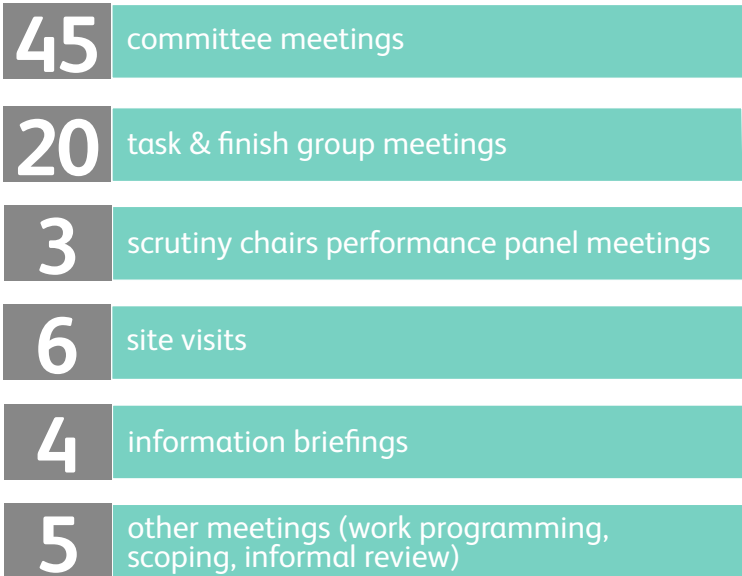 45 committee meetings
20 task & finish group meetings
3 scrutiny chairs performance panel meetings
6 site visits
4 information briefings
5 other meetings (work programming,
scoping, informal review)